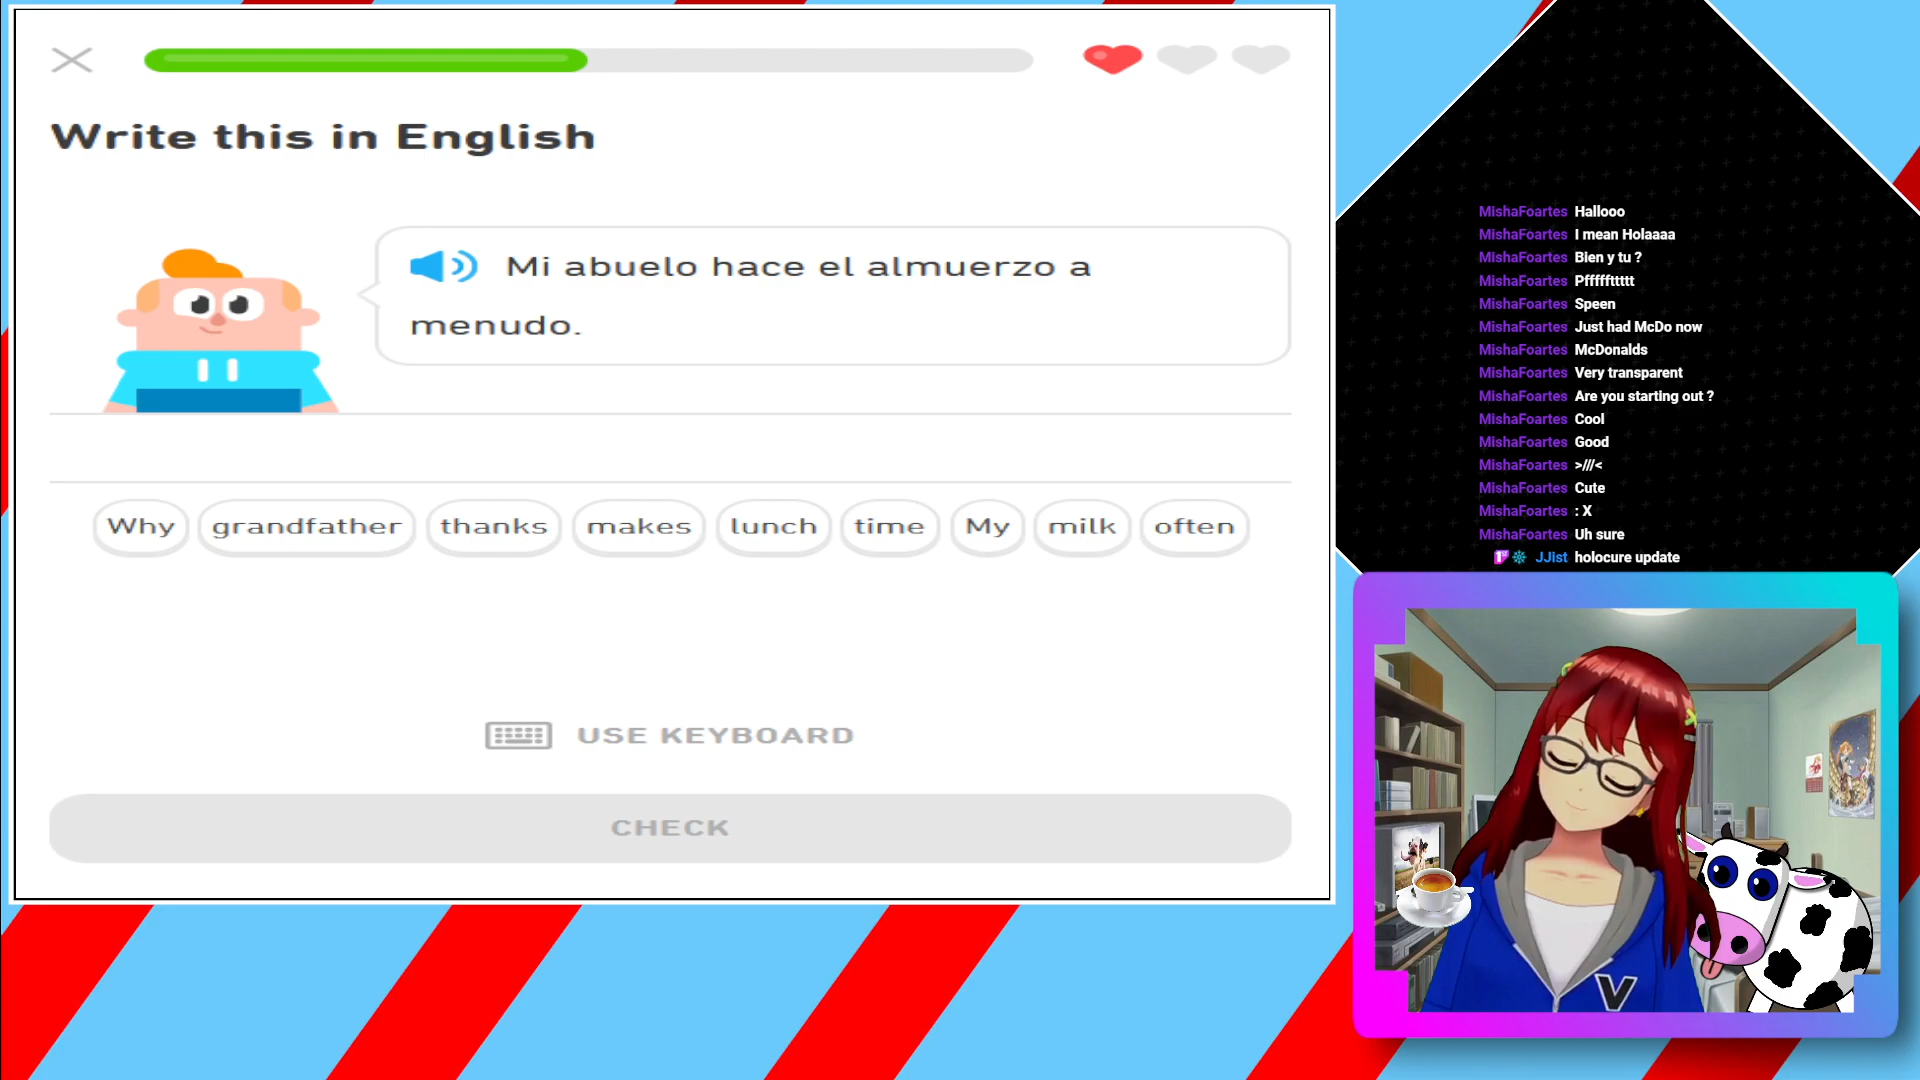 Write this in English
Mi abuelo hace el almuerzo a
menudo.
Why grandfather thanks makes lunch time My milk often
USE KEYBOARD
CHECK
MishaFoartes Hallooo
MishaFoartes I mean Holaaaa
MishaFoartes Bien y tu ?
MishaFoartes Pffffftttt
MishaFoartes Speen
MishaFoartes Just had McDo now
MishaFoartes McDonalds
MishaFoartes Very transparent
MishaFoartes Are you starting out ?
MishaFoartes Cool
MishaFoartes Good
MishaFoartes >///<
MishaFoartes Cute
MishaFoartes : X
MishaFoartes Uh sure
JJist holocure update
V